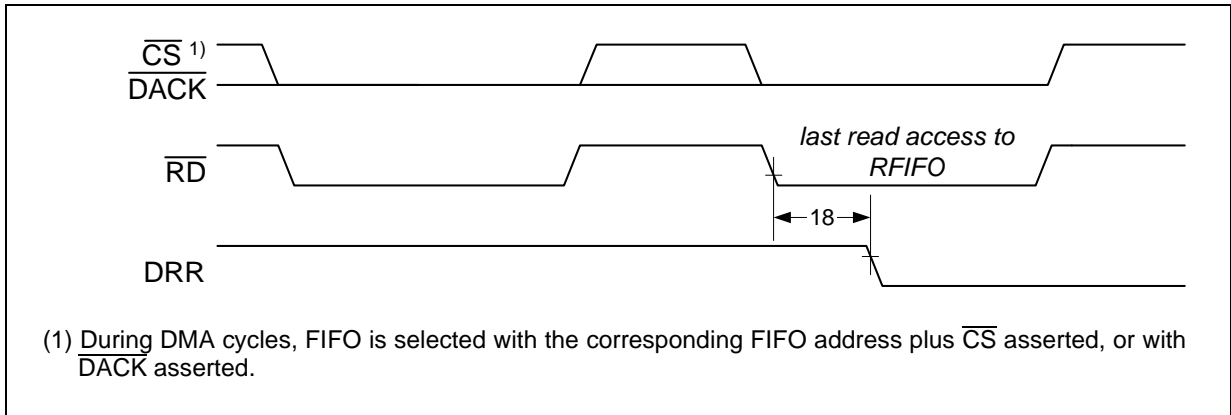 CS 1)
DACK
RD
last read access to
RFIFO
18
DRR
(1) During DMA cycles, FIFO is selected with the corresponding FIFO address plus CS asserted, or with
DACK asserted.